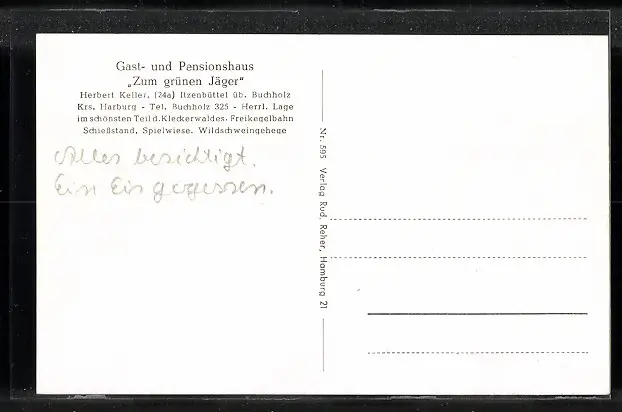 Gast- und Pensionshaus
„Zum grünen Jäger"
Herbert Keller, (24a) Itzenbüttel üb. Buchholz
Krs. Harburg - Tel. Buchholz 325 - Herrl. Lage
im schönsten Teil d. Kleckerwaldes. Freikegelbahn
Schießstand, Spielwiese, Wildschweingehege
Alles besichtigt.
Ein Eis gegessen.
Nr. 595 Verlag Rud. Reher, Hamburg 21